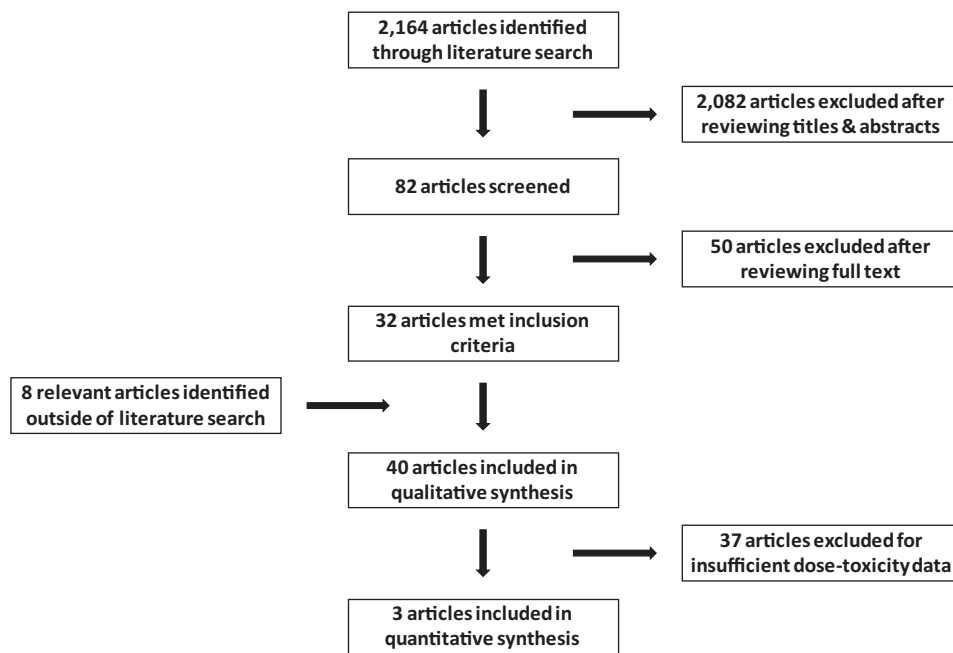 2,164 articles identified
through literature search
2,082 articles excluded after
reviewing titles & abstracts
82 articles screened
50 articles excluded after
reviewing full text
32 articles met inclusion
criteria
8 relevant articles identified
outside of literature search
40 articles included in
qualitative synthesis
37 articles excluded for
insufficient dose-toxicity data
3 articles included in
quantitative synthesis